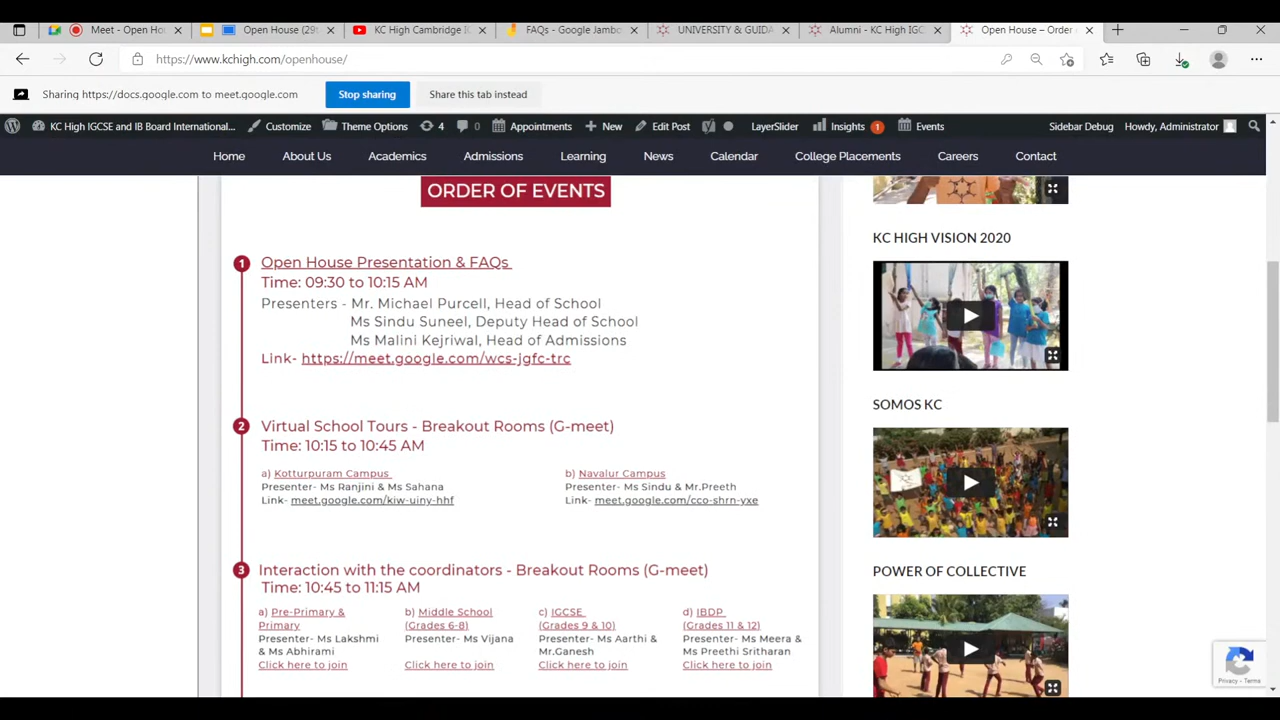 Meet - Open Ho
Open House (29t
KC High Cambridge IC
FAQs - Google Jambo
UNIVERSITY & GUIDA
Alumni - KC High IGC
Open House – Order
https://www.kchigh.com/openhouse/
Sharing https://docs.google.com to meet.google.com
Stop sharing
Share this tab instead
KC High IGCSE and IB Board International...
Customize
Theme Options
4
0
Appointments
New
Edit Post
LayerSlider
Insights 1
Events
Sidebar Debug
Howdy, Administrator
Home
About Us
Academics
Admissions
Learning
News
Calendar
College Placements
Careers
Contact
ORDER OF EVENTS
1
Open House Presentation & FAQs
Time: 09:30 to 10:15 AM
Presenters - Mr. Michael Purcell, Head of School
Ms Sindu Suneel, Deputy Head of School
Ms Malini Kejriwal, Head of Admissions
Link- https://meet.google.com/wcs-jgfc-trc
2
Virtual School Tours - Breakout Rooms (G-meet)
Time: 10:15 to 10:45 AM
a) Kotturpuram Campus
Presenter- Ms Ranjini & Ms Sahana
Link- meet.google.com/kiw-uiny-hhf
b) Navalur Campus
Presenter- Ms Sindu & Mr.Preeth
Link- meet.google.com/cco-shrn-yxe
3
Interaction with the coordinators - Breakout Rooms (G-meet)
Time: 10:45 to 11:15 AM
a) Pre-Primary &
Primary
Presenter- Ms Lakshmi
& Ms Abhirami
Click here to join
b) Middle School
(Grades 6-8)
Presenter- Ms Vijana
Click here to join
c) IGCSE
(Grades 9 & 10)
Presenter- Ms Aarthi &
Mr.Ganesh
Click here to join
d) IBDP
(Grades 11 & 12)
Presenter- Ms Meera &
Ms Preethi Sritharan
Click here to join
KC HIGH VISION 2020
SOMOS KC
POWER OF COLLECTIVE
Privacy - Terms